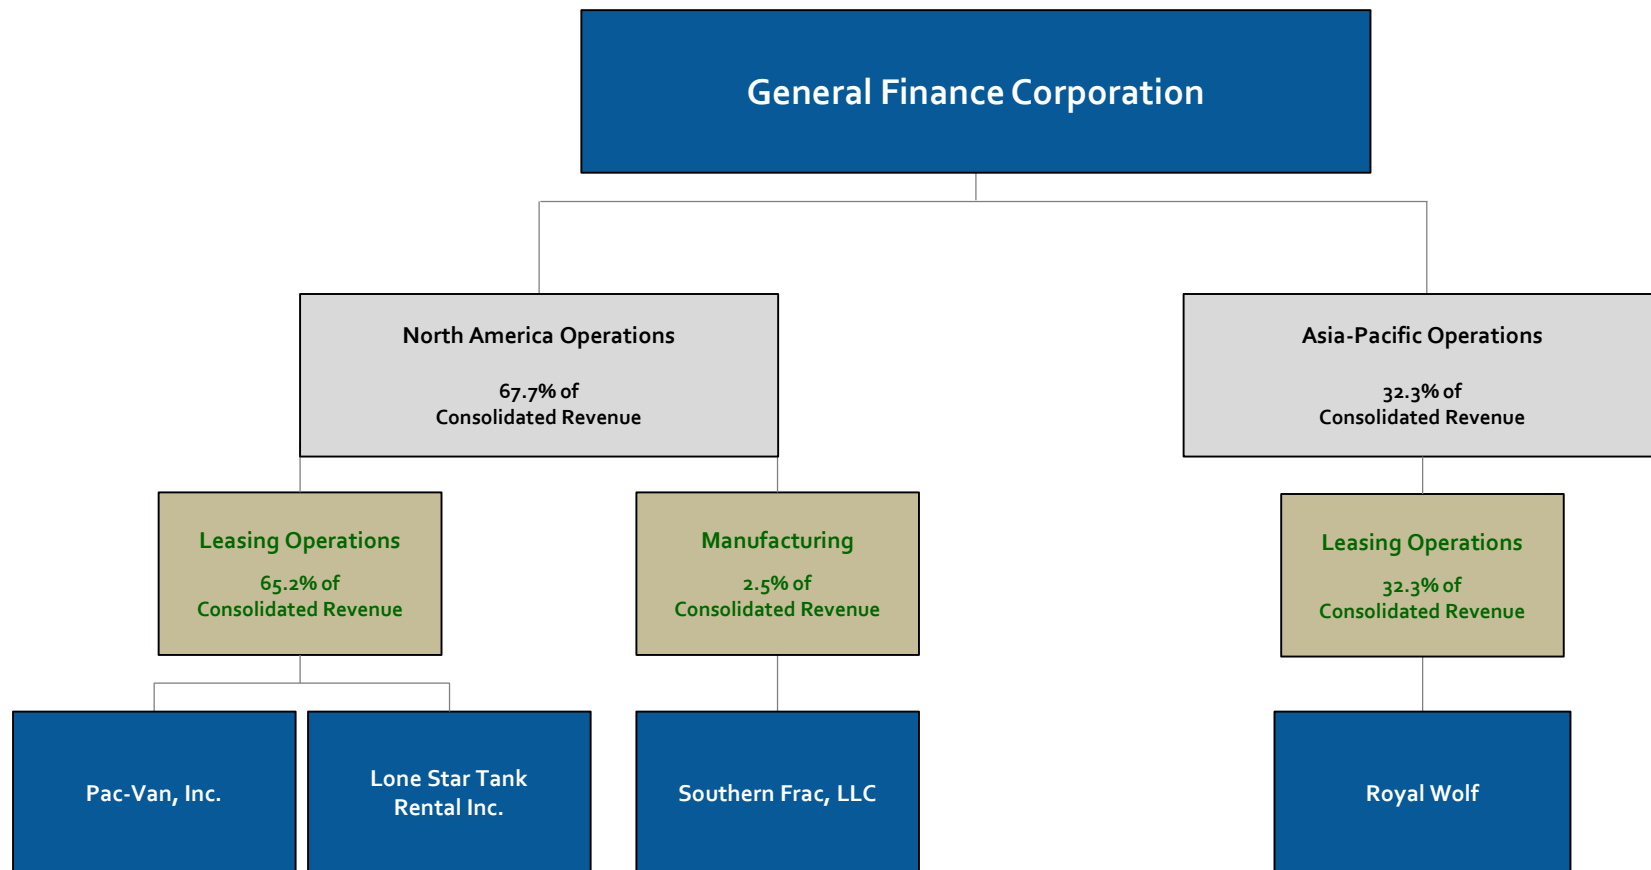 General Finance Corporation
North America Operations
67.7% of
Consolidated Revenue
Asia-Pacific Operations
32.3% of
Consolidated Revenue
Leasing Operations
65.2% of
Consolidated Revenue
Manufacturing
2.5% of
Consolidated Revenue
Leasing Operations
32.3% of
Consolidated Revenue
Pac-Van, Inc.
Lone Star Tank
Rental Inc.
Southern Frac, LLC
Royal Wolf